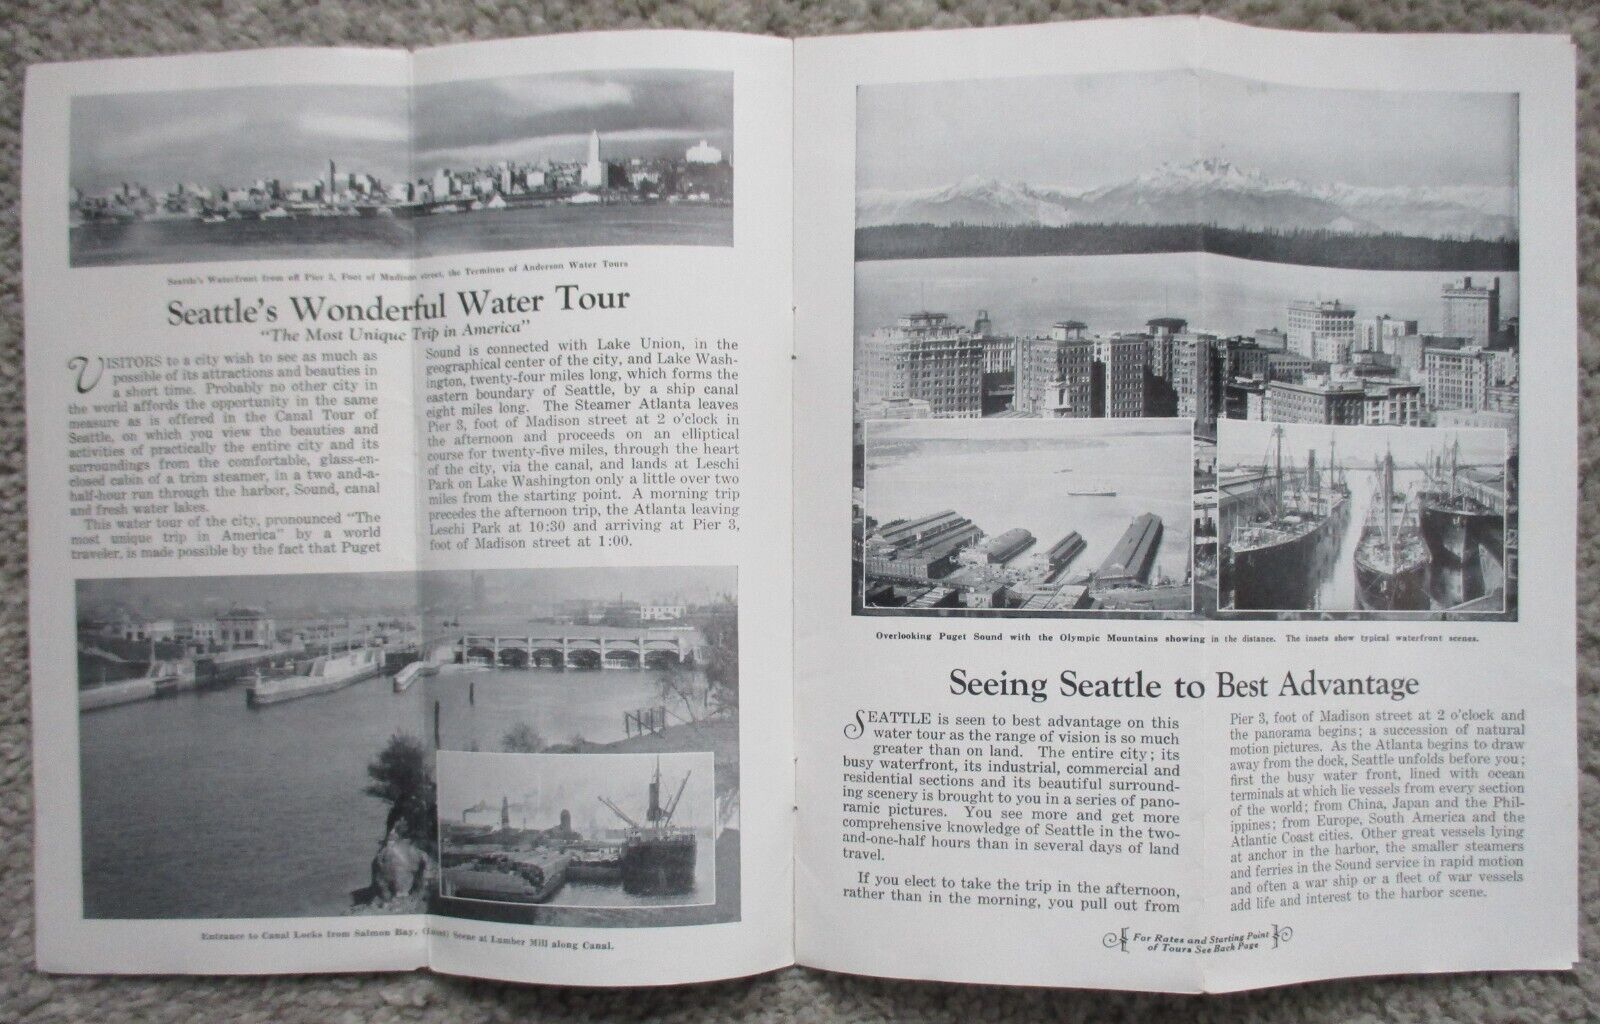 Seattle's Waterfront from off Pier 3, Foot of Madison street, the Terminus of Anderson Water Tours
Seattle's Wonderful Water Tour
"The Most Unique Trip in America"
VISITORS to a city wish to see as much as
possible of its attractions and beauties in
a short time. Probably no other city in
the world affords the opportunity in the same
measure as is offered in the Canal Tour of
Seattle, on which you view the beauties and
activities of practically the entire city and its
surroundings from the comfortable, glass-en-
closed cabin of a trim steamer, in a two and-a-
half-hour run through the harbor, Sound, canal
and fresh water lakes.
This water tour of the city, pronounced "The
most unique trip in America" by a world
traveler, is made possible by the fact that Puget
Sound is connected with Lake Union, in the
geographical center of the city, and Lake Wash-
ington, twenty-four miles long, which forms the
eastern boundary of Seattle, by a ship canal
eight miles long. The Steamer Atlanta leaves
Pier 3, foot of Madison street at 2 o'clock in
the afternoon and proceeds on an elliptical
course for twenty-five miles, through the heart
of the city, via the canal, and lands at Leschi
Park on Lake Washington only a little over two
miles from the starting point. A morning trip
precedes the afternoon trip, the Atlanta leaving
Leschi Park at 10:30 and arriving at Pier 3,
foot of Madison street at 1:00.
Entrance to Canal Locks from Salmon Bay. (Inset) Scene at Lumber Mill along Canal.
Overlooking Puget Sound with the Olympic Mountains showing in the distance. The insets show typical waterfront scenes.
Seeing Seattle to Best Advantage
SEATTLE is seen to best advantage on this
water tour as the range of vision is so much
greater than on land. The entire city; its
busy waterfront, its industrial, commercial and
residential sections and its beautiful surround-
ing scenery is brought to you in a series of pano-
ramic pictures. You see more and get more
comprehensive knowledge of Seattle in the two-
and-one-half hours than in several days of land
travel.
If you elect to take the trip in the afternoon,
rather than in the morning, you pull out from
Pier 3, foot of Madison street at 2 o'clock and
the panorama begins; a succession of natural
motion pictures. As the Atlanta begins to draw
away from the dock, Seattle unfolds before you;
first the busy water front, lined with ocean
terminals at which lie vessels from every section
of the world; from China, Japan and the Phil-
ippines; from Europe, South America and the
Atlantic Coast cities. Other great vessels lying
at anchor in the harbor, the smaller steamers
and ferries in the Sound service in rapid motion
and often a war ship or a fleet of war vessels
add life and interest to the harbor scene.
For Rates and Starting Point
of Tours See Back Page